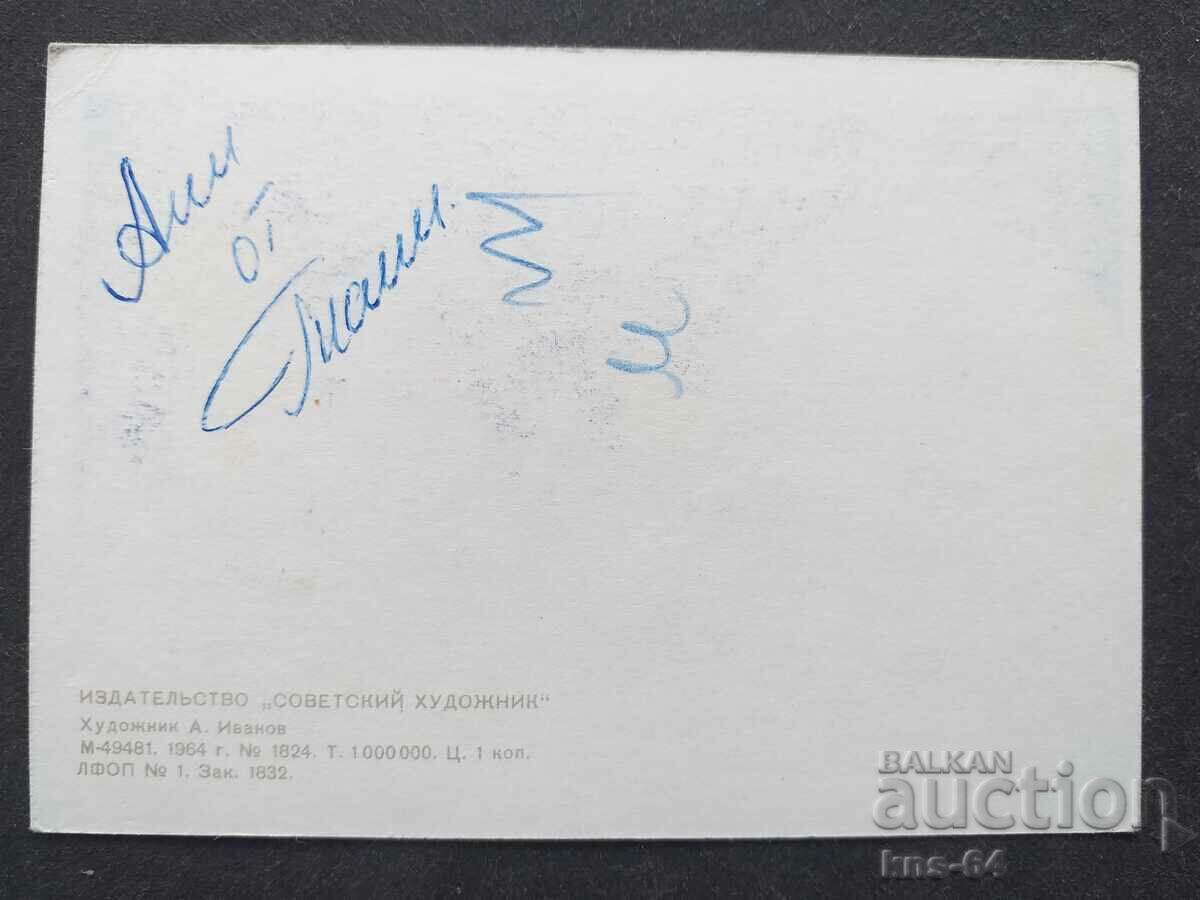 Ани
от
ИЗДАТЕЛЬСТВО „СОВЕТСКИЙ ХУДОЖНИК“
Художник А. Иванов
М-49481. 1964 г. № 1824. Т. 1 000 000. Ц. 1 коп.
ЛФОП № 1. Зак. 1832.
BALKAN
auction
kns-64